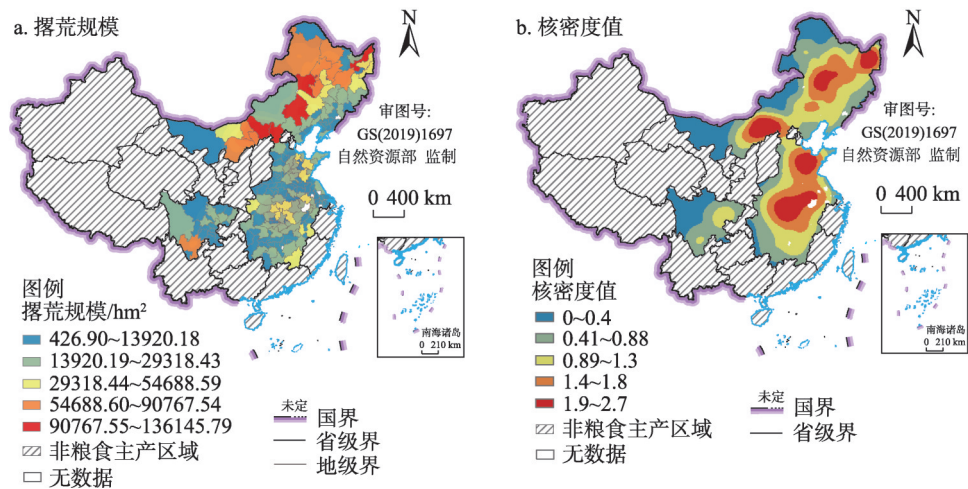 a. 撂荒规模
N
审图号:
GS(2019)1697
自然资源部 监制
0 400 km
图例
撂荒规模/hm²
426.90~13920.18
13920.19~29318.43
29318.44~54688.59
54688.60~90767.54
90767.55~136145.79
非粮食主产区域
无数据
未定
国界
省级界
地级界
南海诸岛
0 210 km
b. 核密度值
N
审图号:
GS(2019)1697
自然资源部 监制
0 400 km
图例
核密度值
0~0.4
0.41~0.88
0.89~1.3
1.4~1.8
1.9~2.7
非粮食主产区域
无数据
未定
国界
省级界
南海诸岛
0 210 km